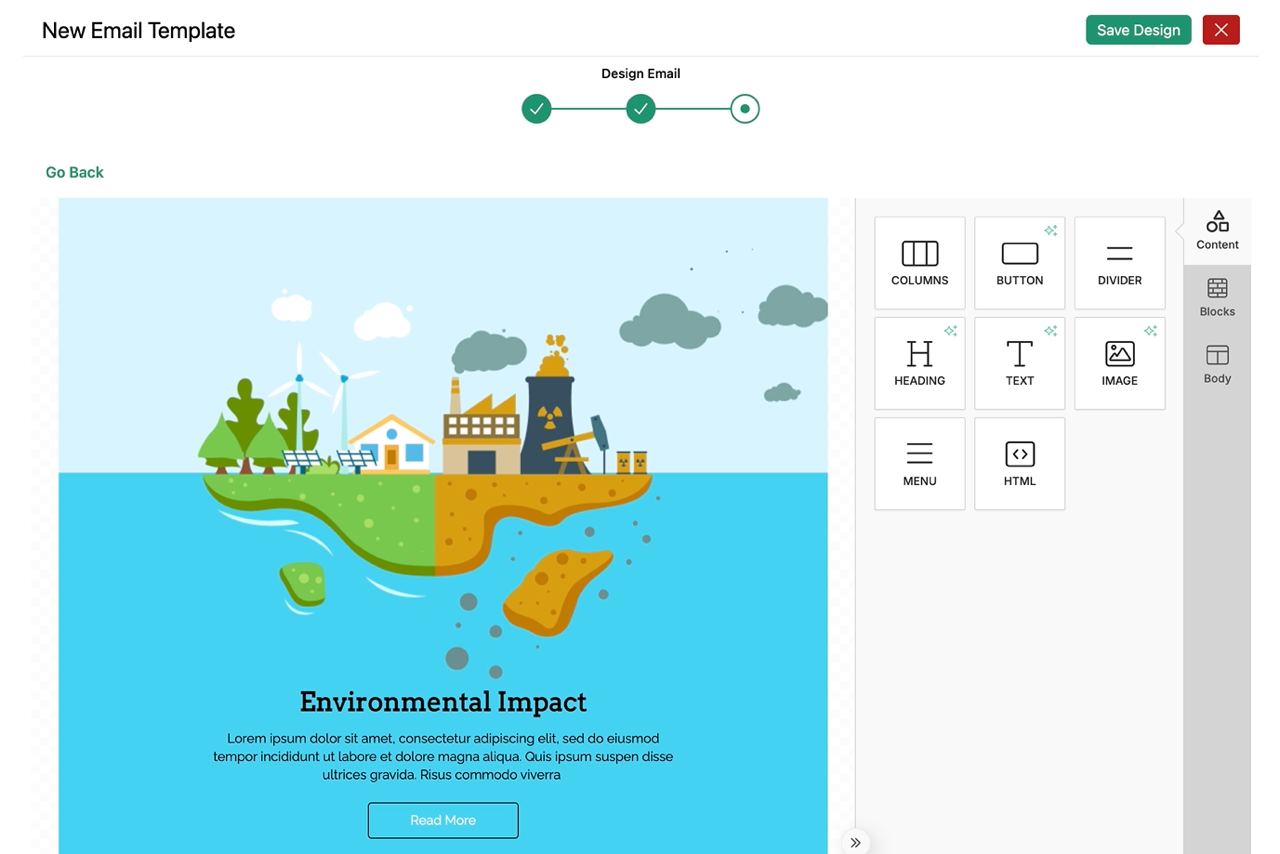 New Email Template
Save Design
Design Email
Go Back
COLUMNS
BUTTON
DIVIDER
HEADING
TEXT
IMAGE
MENU
HTML
Content
Blocks
Body
Environmental Impact
Lorem ipsum dolor sit amet, consectetur adipiscing elit, sed do eiusmod
tempor incididunt ut labore et dolore magna aliqua. Quis ipsum suspen disse
ultrices gravida. Risus commodo viverra
Read More